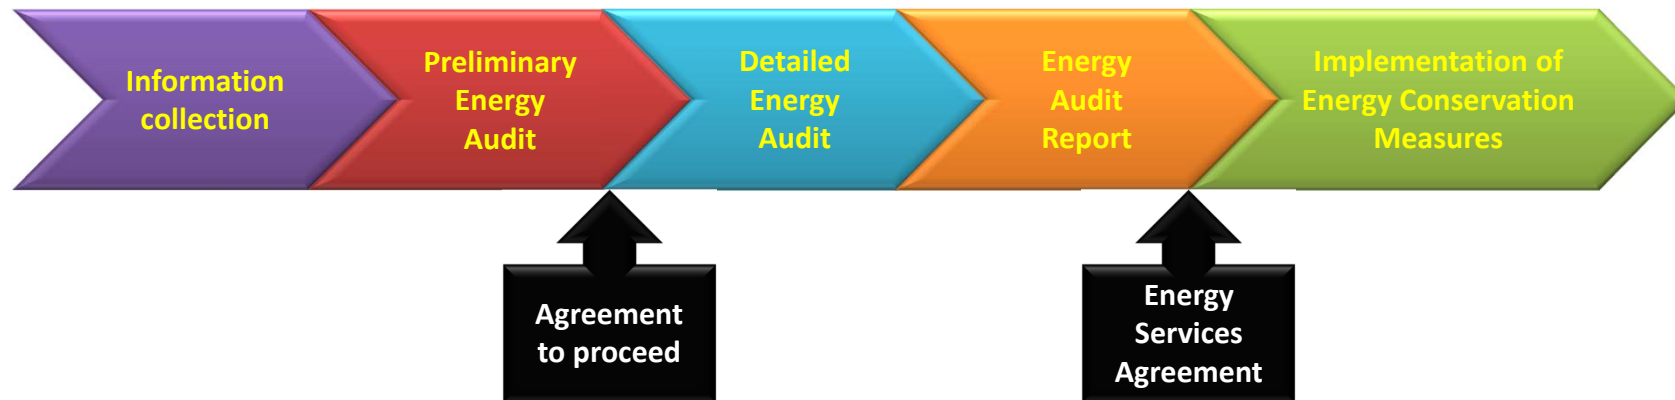 Information
collection
Preliminary
Energy
Audit
Detailed
Energy
Audit
Energy
Audit
Report
Implementation of
Energy Conservation
Measures
Agreement
to proceed
Energy
Services
Agreement